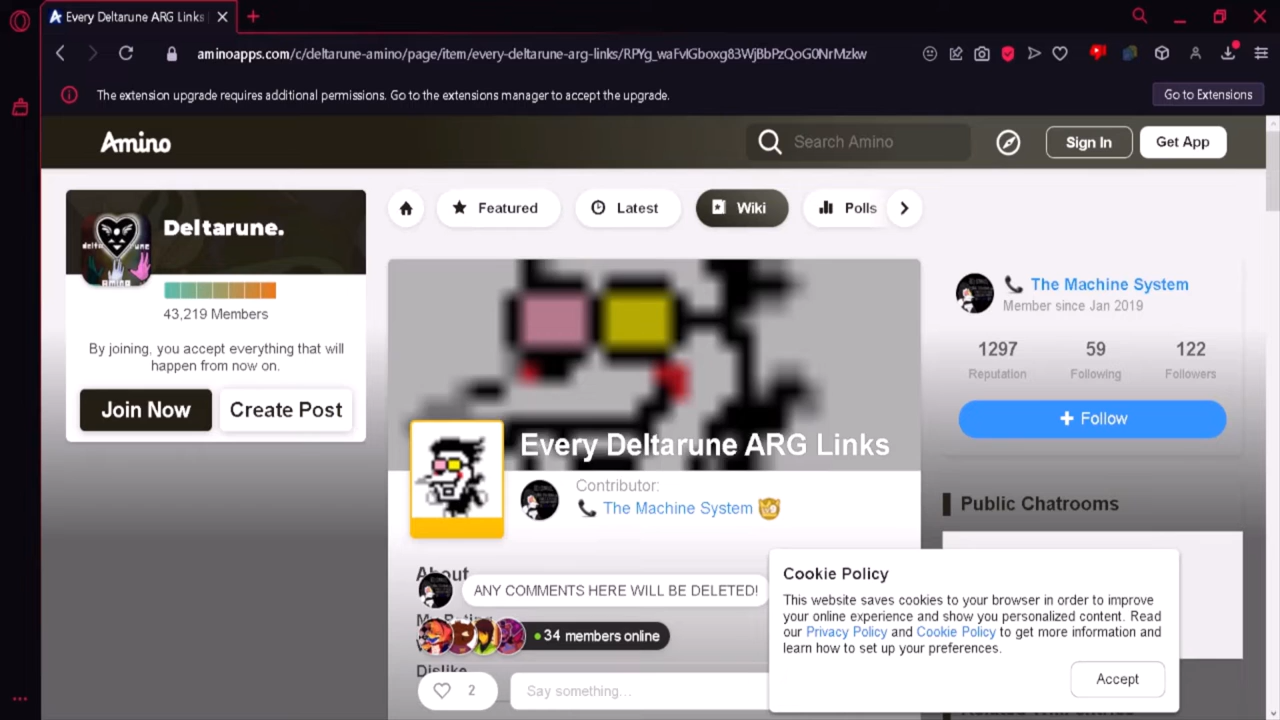 Every Deltarune ARG Links
aminoapps.com/c/deltarune-amino/page/item/every-deltarune-arg-links/RPYg_waFvIGboxg83WjBbPzQoG0NrMzkw
The extension upgrade requires additional permissions. Go to the extensions manager to accept the upgrade.
Go to Extensions
Amino
Search Amino
Sign In
Get App
Deltarune.
43,219 Members
By joining, you accept everything that will
happen from now on.
Join Now
Create Post
Featured
Latest
Wiki
Polls
Every Deltarune ARG Links
Contributor:
The Machine System
About
ANY COMMENTS HERE WILL BE DELETED!
34 members online
Dislike
2
Say something...
The Machine System
Member since Jan 2019
1297
59
122
Reputation
Following
Followers
+ Follow
Public Chatrooms
Cookie Policy
This website saves cookies to your browser in order to improve
your online experience and show you personalized content. Read
our Privacy Policy and Cookie Policy to get more information and
learn how to set up your preferences.
Accept